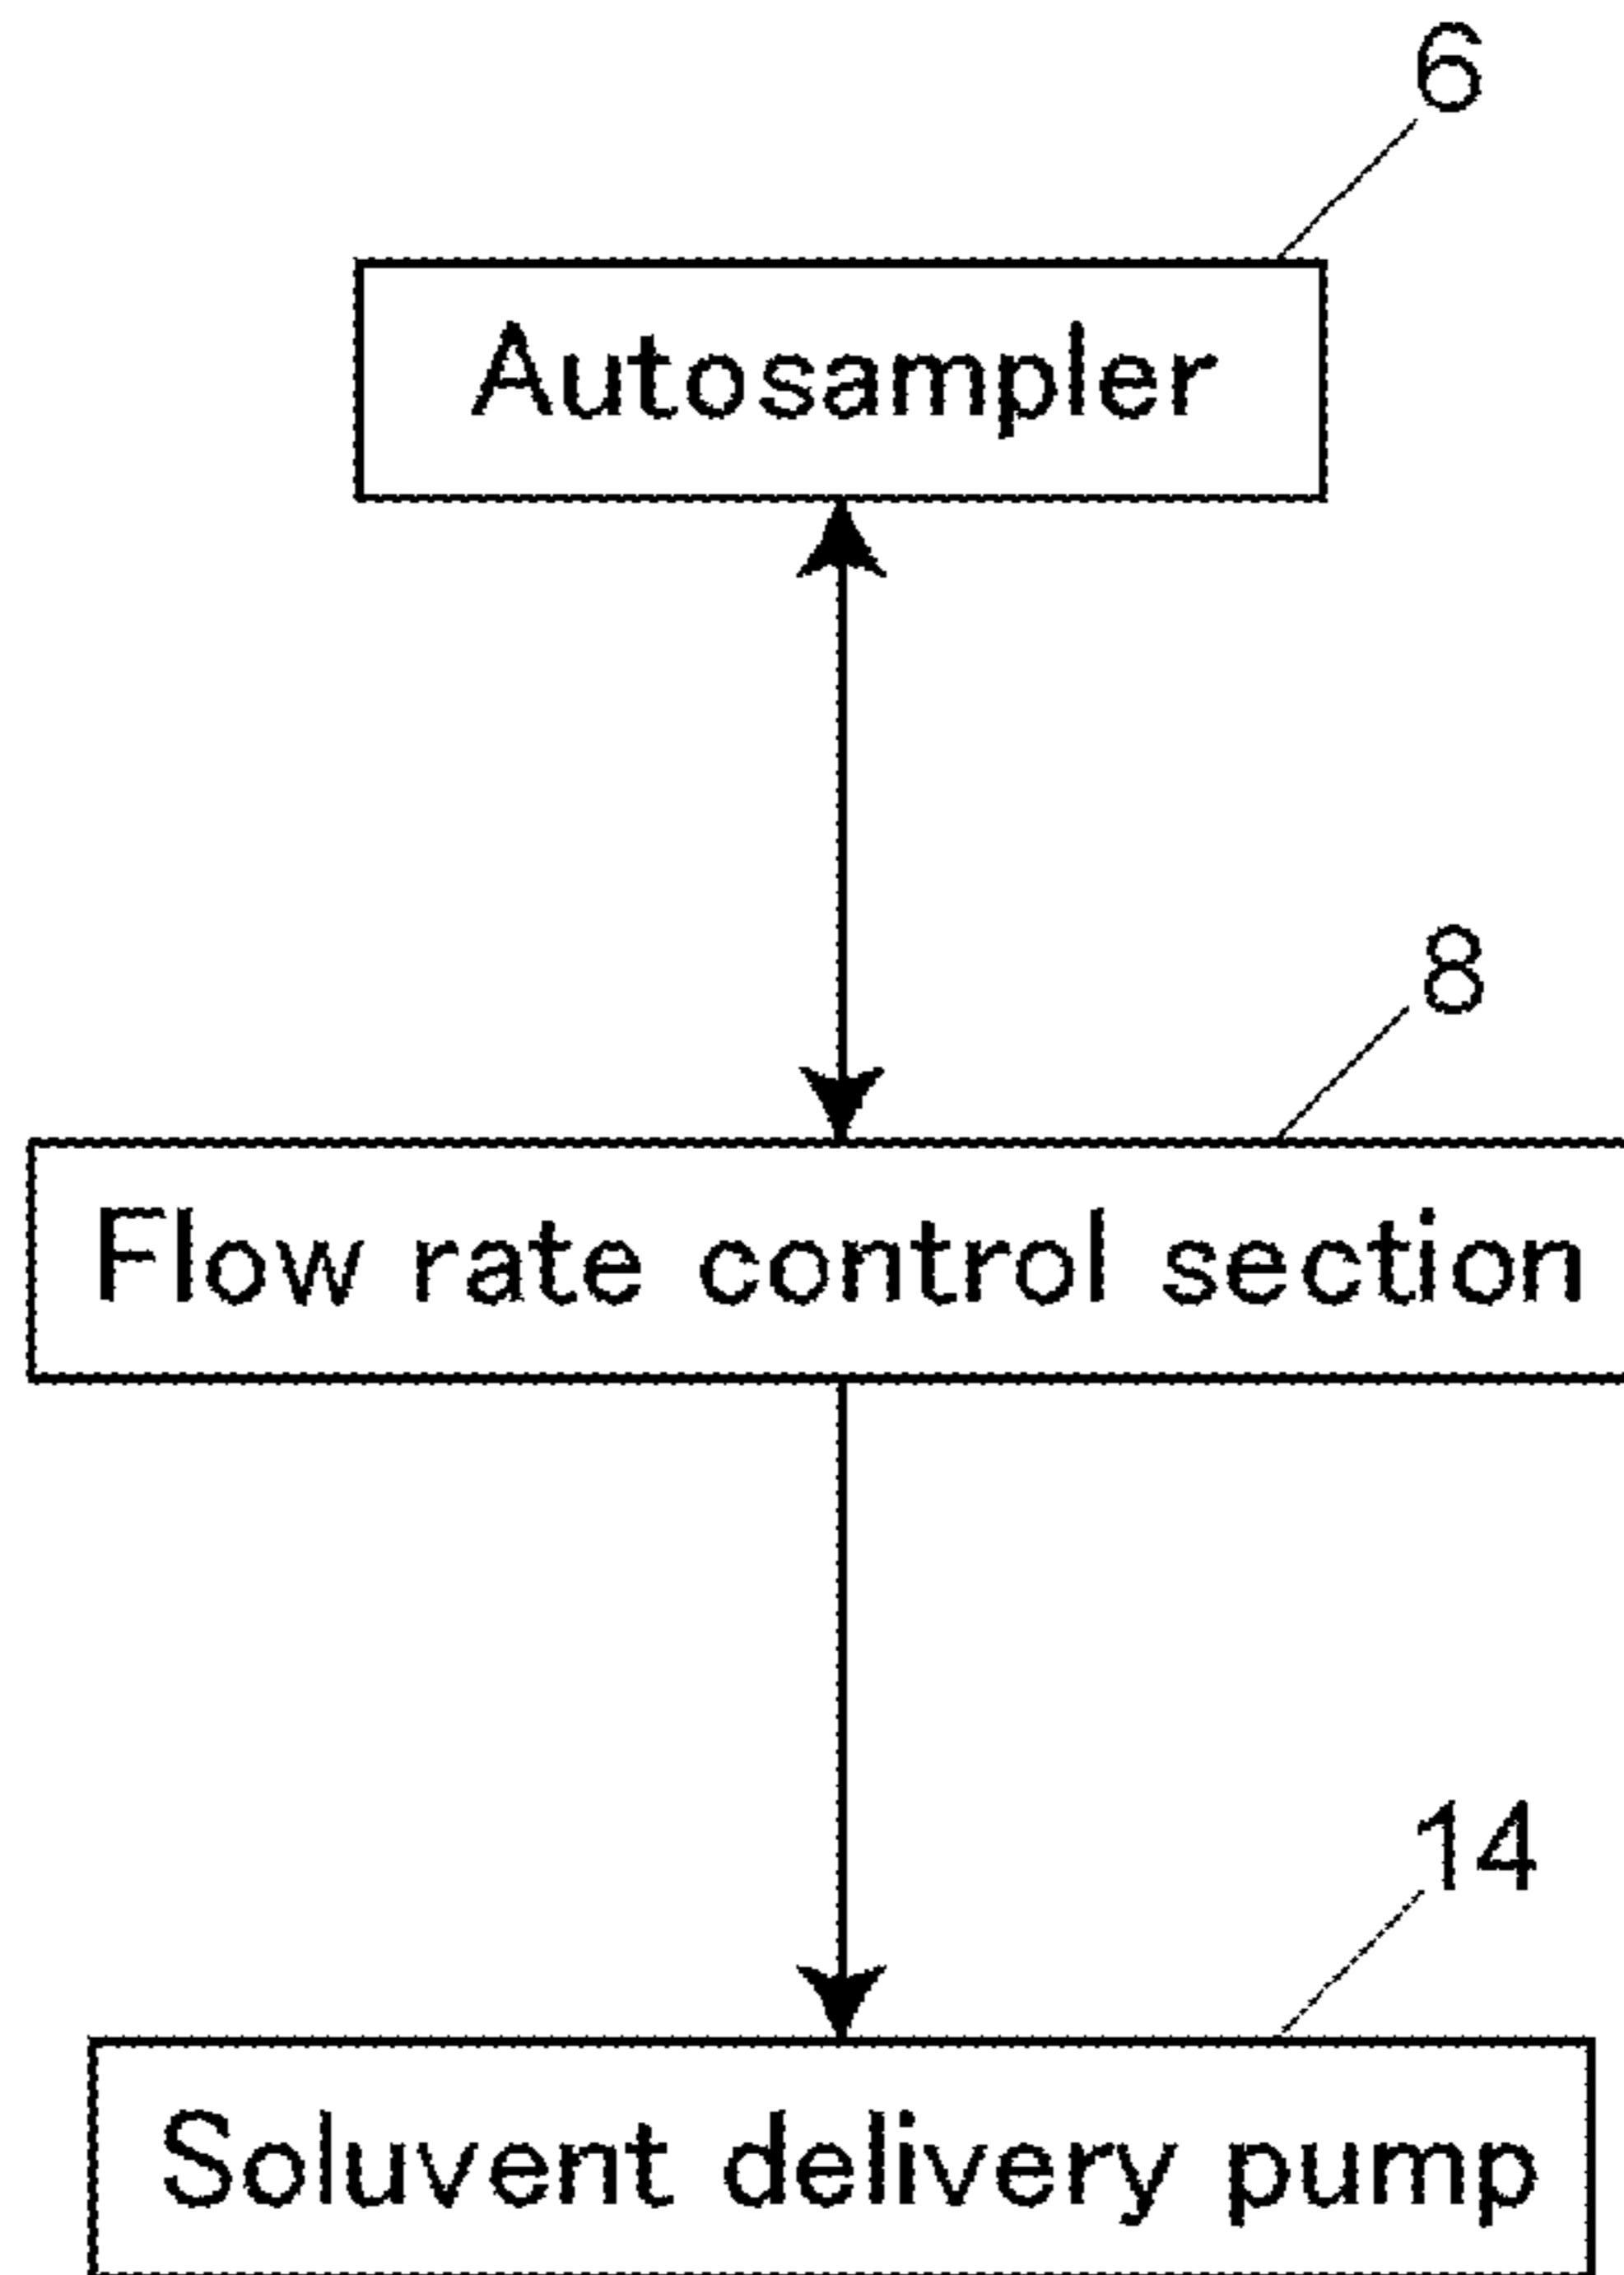 6
Autosampler
8
Flow rate control section
14
Soluvent delivery pump